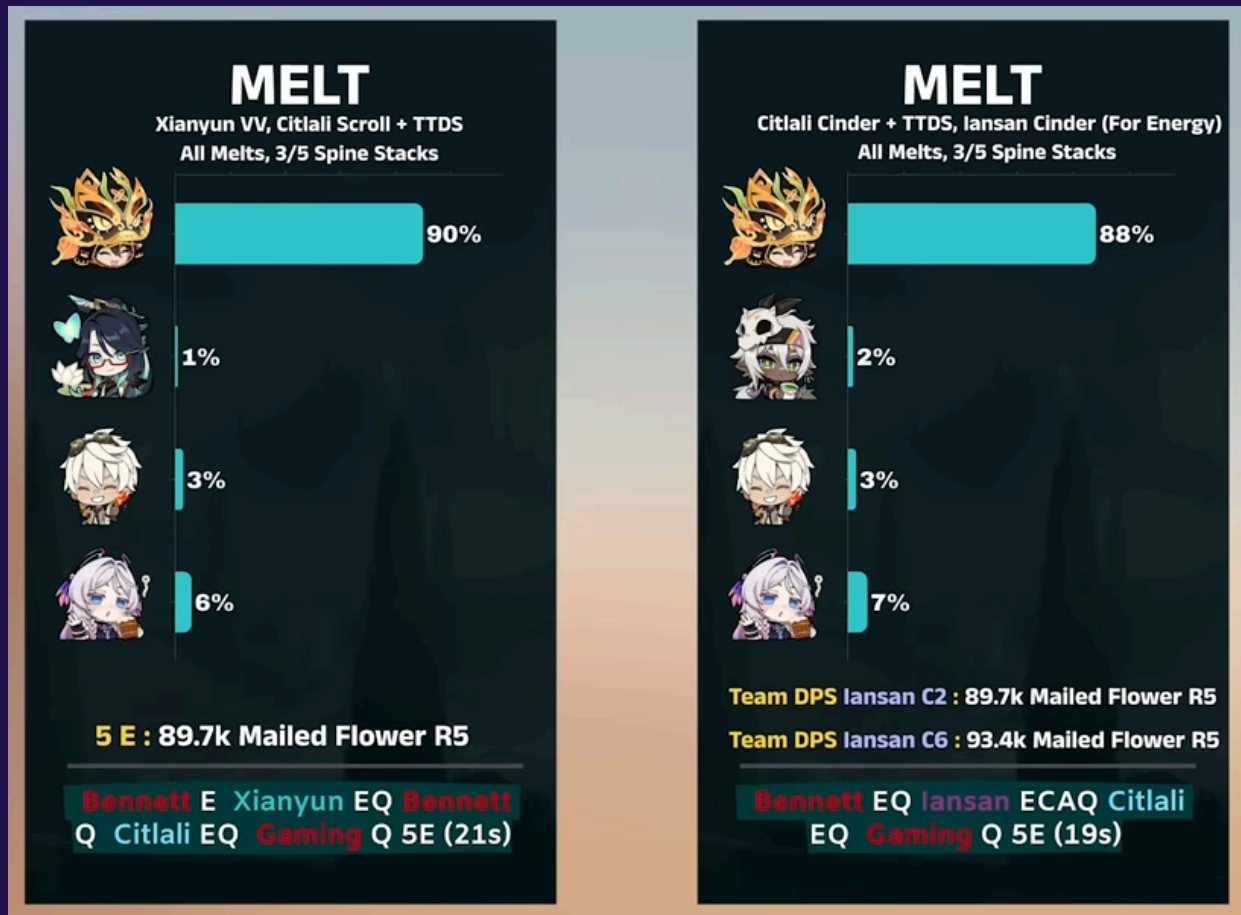 MELT
Xianyun VV, Citlali Scroll + TTDS
All Melts, 3/5 Spine Stacks
90%
1%
3%
6%
5 E : 89.7k Mailed Flower R5
Bennett E Xianyun EQ Bennett
Q Citlali EQ Gaming Q 5E (21s)
MELT
Citlali Cinder + TTDS, Iansan Cinder (For Energy)
All Melts, 3/5 Spine Stacks
88%
2%
3%
7%
Team DPS Iansan C2 : 89.7k Mailed Flower R5
Team DPS Iansan C6 : 93.4k Mailed Flower R5
Bennett EQ Iansan ECAQ Citlali
EQ Gaming Q 5E (19s)